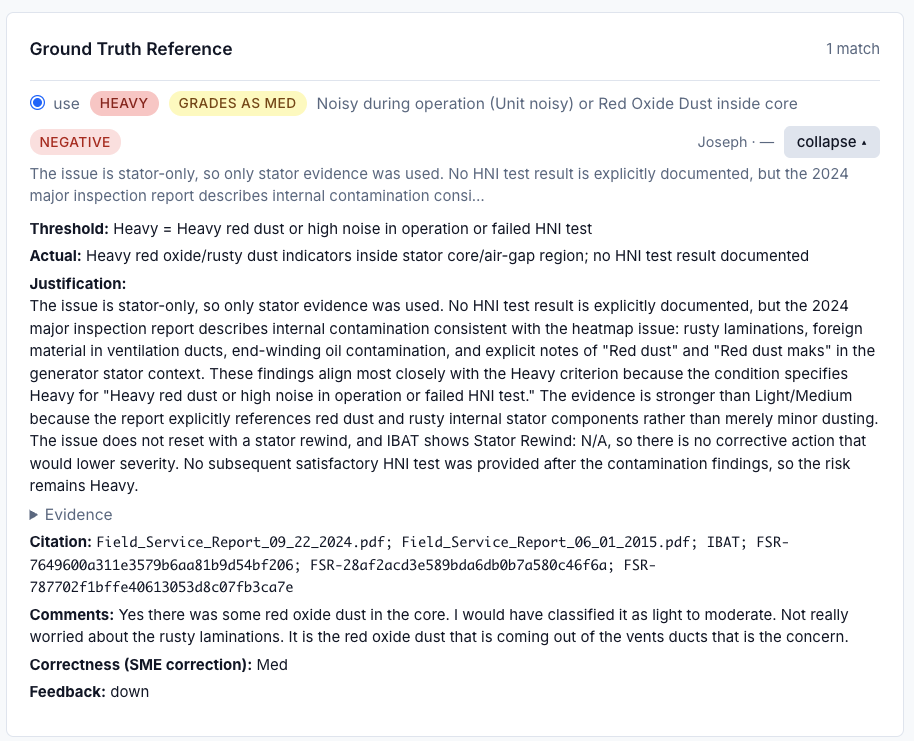 Ground Truth Reference
1 match
use HEAVY GRADES AS MED Noisy during operation (Unit noisy) or Red Oxide Dust inside core
NEGATIVE
Joseph · — collapse ▴
The issue is stator-only, so only stator evidence was used. No HNI test result is explicitly documented, but the 2024
major inspection report describes internal contamination consi...
Threshold: Heavy = Heavy red dust or high noise in operation or failed HNI test
Actual: Heavy red oxide/rusty dust indicators inside stator core/air-gap region; no HNI test result documented
Justification:
The issue is stator-only, so only stator evidence was used. No HNI test result is explicitly documented, but the 2024
major inspection report describes internal contamination consistent with the heatmap issue: rusty laminations, foreign
material in ventilation ducts, end-winding oil contamination, and explicit notes of "Red dust" and "Red dust maks" in the
generator stator context. These findings align most closely with the Heavy criterion because the condition specifies
Heavy for "Heavy red dust or high noise in operation or failed HNI test." The evidence is stronger than Light/Medium
because the report explicitly references red dust and rusty internal stator components rather than merely minor dusting.
The issue does not reset with a stator rewind, and IBAT shows Stator Rewind: N/A, so there is no corrective action that
would lower severity. No subsequent satisfactory HNI test was provided after the contamination findings, so the risk
remains Heavy.
▶ Evidence
Citation: Field_Service_Report_09_22_2024.pdf; Field_Service_Report_06_01_2015.pdf; IBAT; FSR-
7649600a311e3579b6aa81b9d54bf206; FSR-28af2acd3e589bda6db0b7a580c46f6a; FSR-
787702f1bffe40613053d8c07fb3ca7e
Comments: Yes there was some red oxide dust in the core. I would have classified it as light to moderate. Not really
worried about the rusty laminations. It is the red oxide dust that is coming out of the vents ducts that is the concern.
Correctness (SME correction): Med
Feedback: down